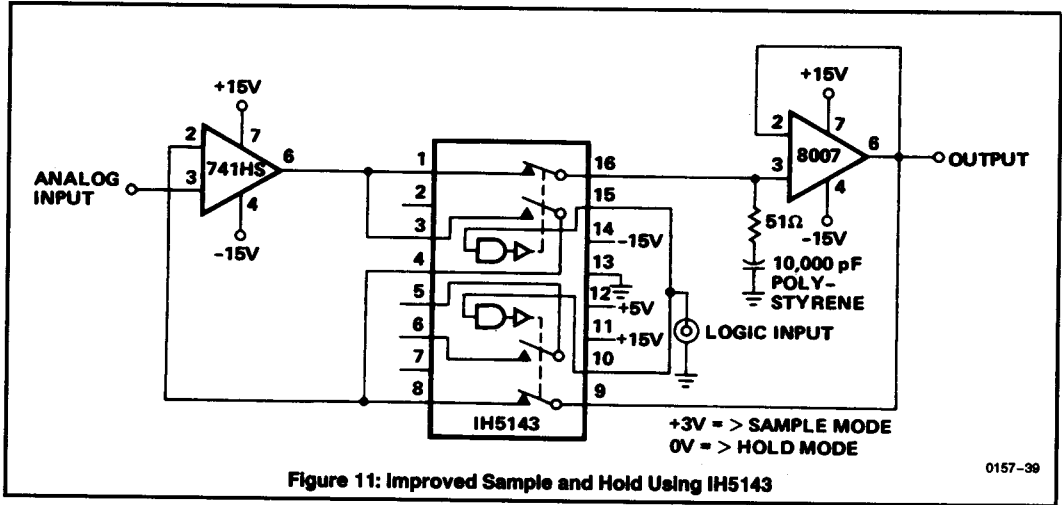 +15V
2
7
741HS
6
ANALOG
INPUT
3
4
-15V
1
2
3
4
5
6
7
8
16
15
14
-15V
13
12
+5V
11
+15V
10
9
IH5143
+15V
2
7
8007
6
OUTPUT
3
4
-15V
51Ω
10,000 pF
POLY-
STYRENE
LOGIC INPUT
+3V = > SAMPLE MODE
0V = > HOLD MODE
0157-39
Figure 11: Improved Sample and Hold Using IH5143